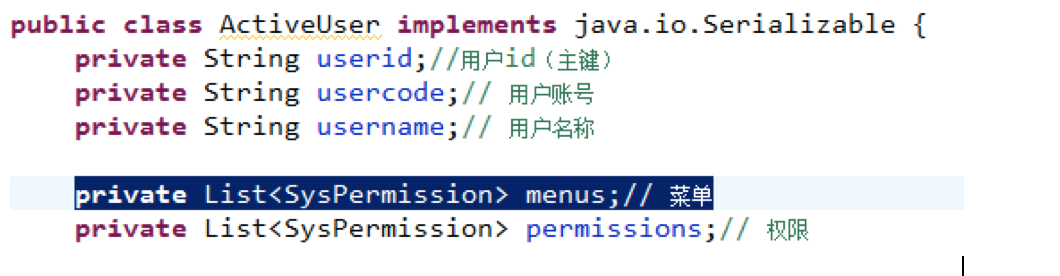 public class ActiveUser implements java.io.Serializable {
private String userid;//用户id（主键）
private String usercode;// 用户账号
private String username;// 用户名称
private List<SysPermission> menus;// 菜单
private List<SysPermission> permissions;// 权限